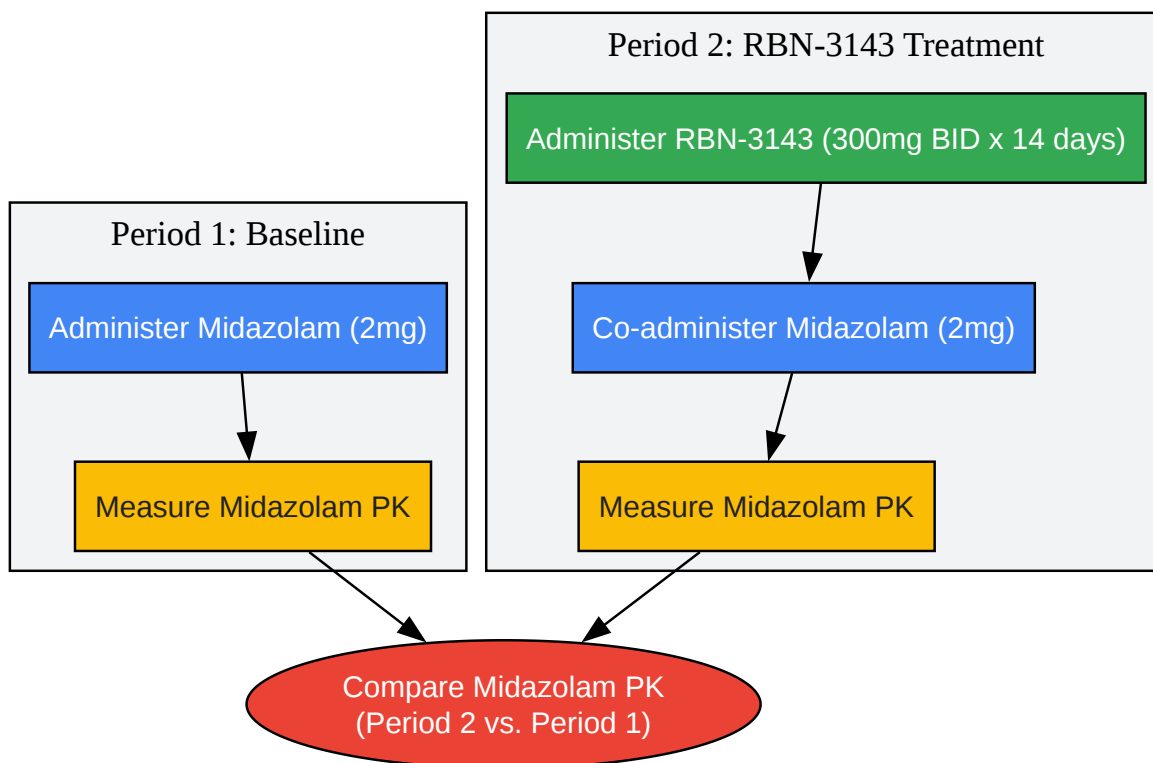 Period 1: Baseline
Administer Midazolam (2mg)
Measure Midazolam PK
Period 2: RBN-3143 Treatment
Administer RBN-3143 (300mg BID x 14 days)
Co-administer Midazolam (2mg)
Measure Midazolam PK
Compare Midazolam PK
(Period 2 vs. Period 1)